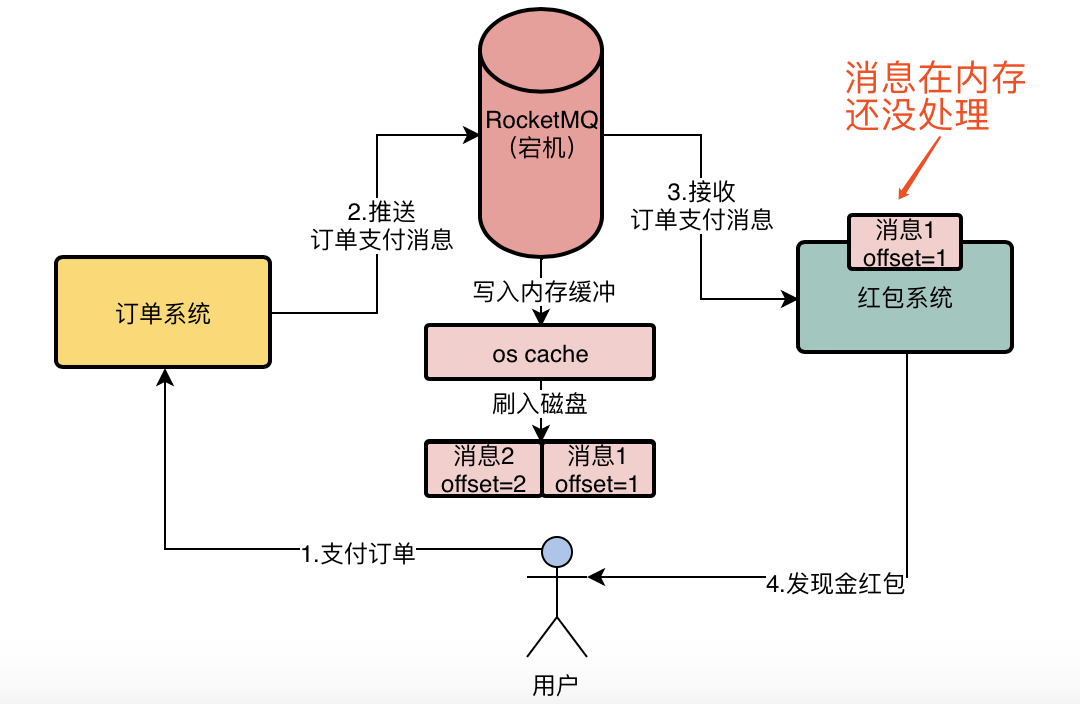 消息在内存
还没处理
RocketMQ
（宕机）
2.推送
订单支付消息
3.接收
订单支付消息
消息1
offset=1
红包系统
订单系统
写入内存缓冲
os cache
刷入磁盘
消息2
offset=2
消息1
offset=1
1.支付订单
4.发现金红包
用户